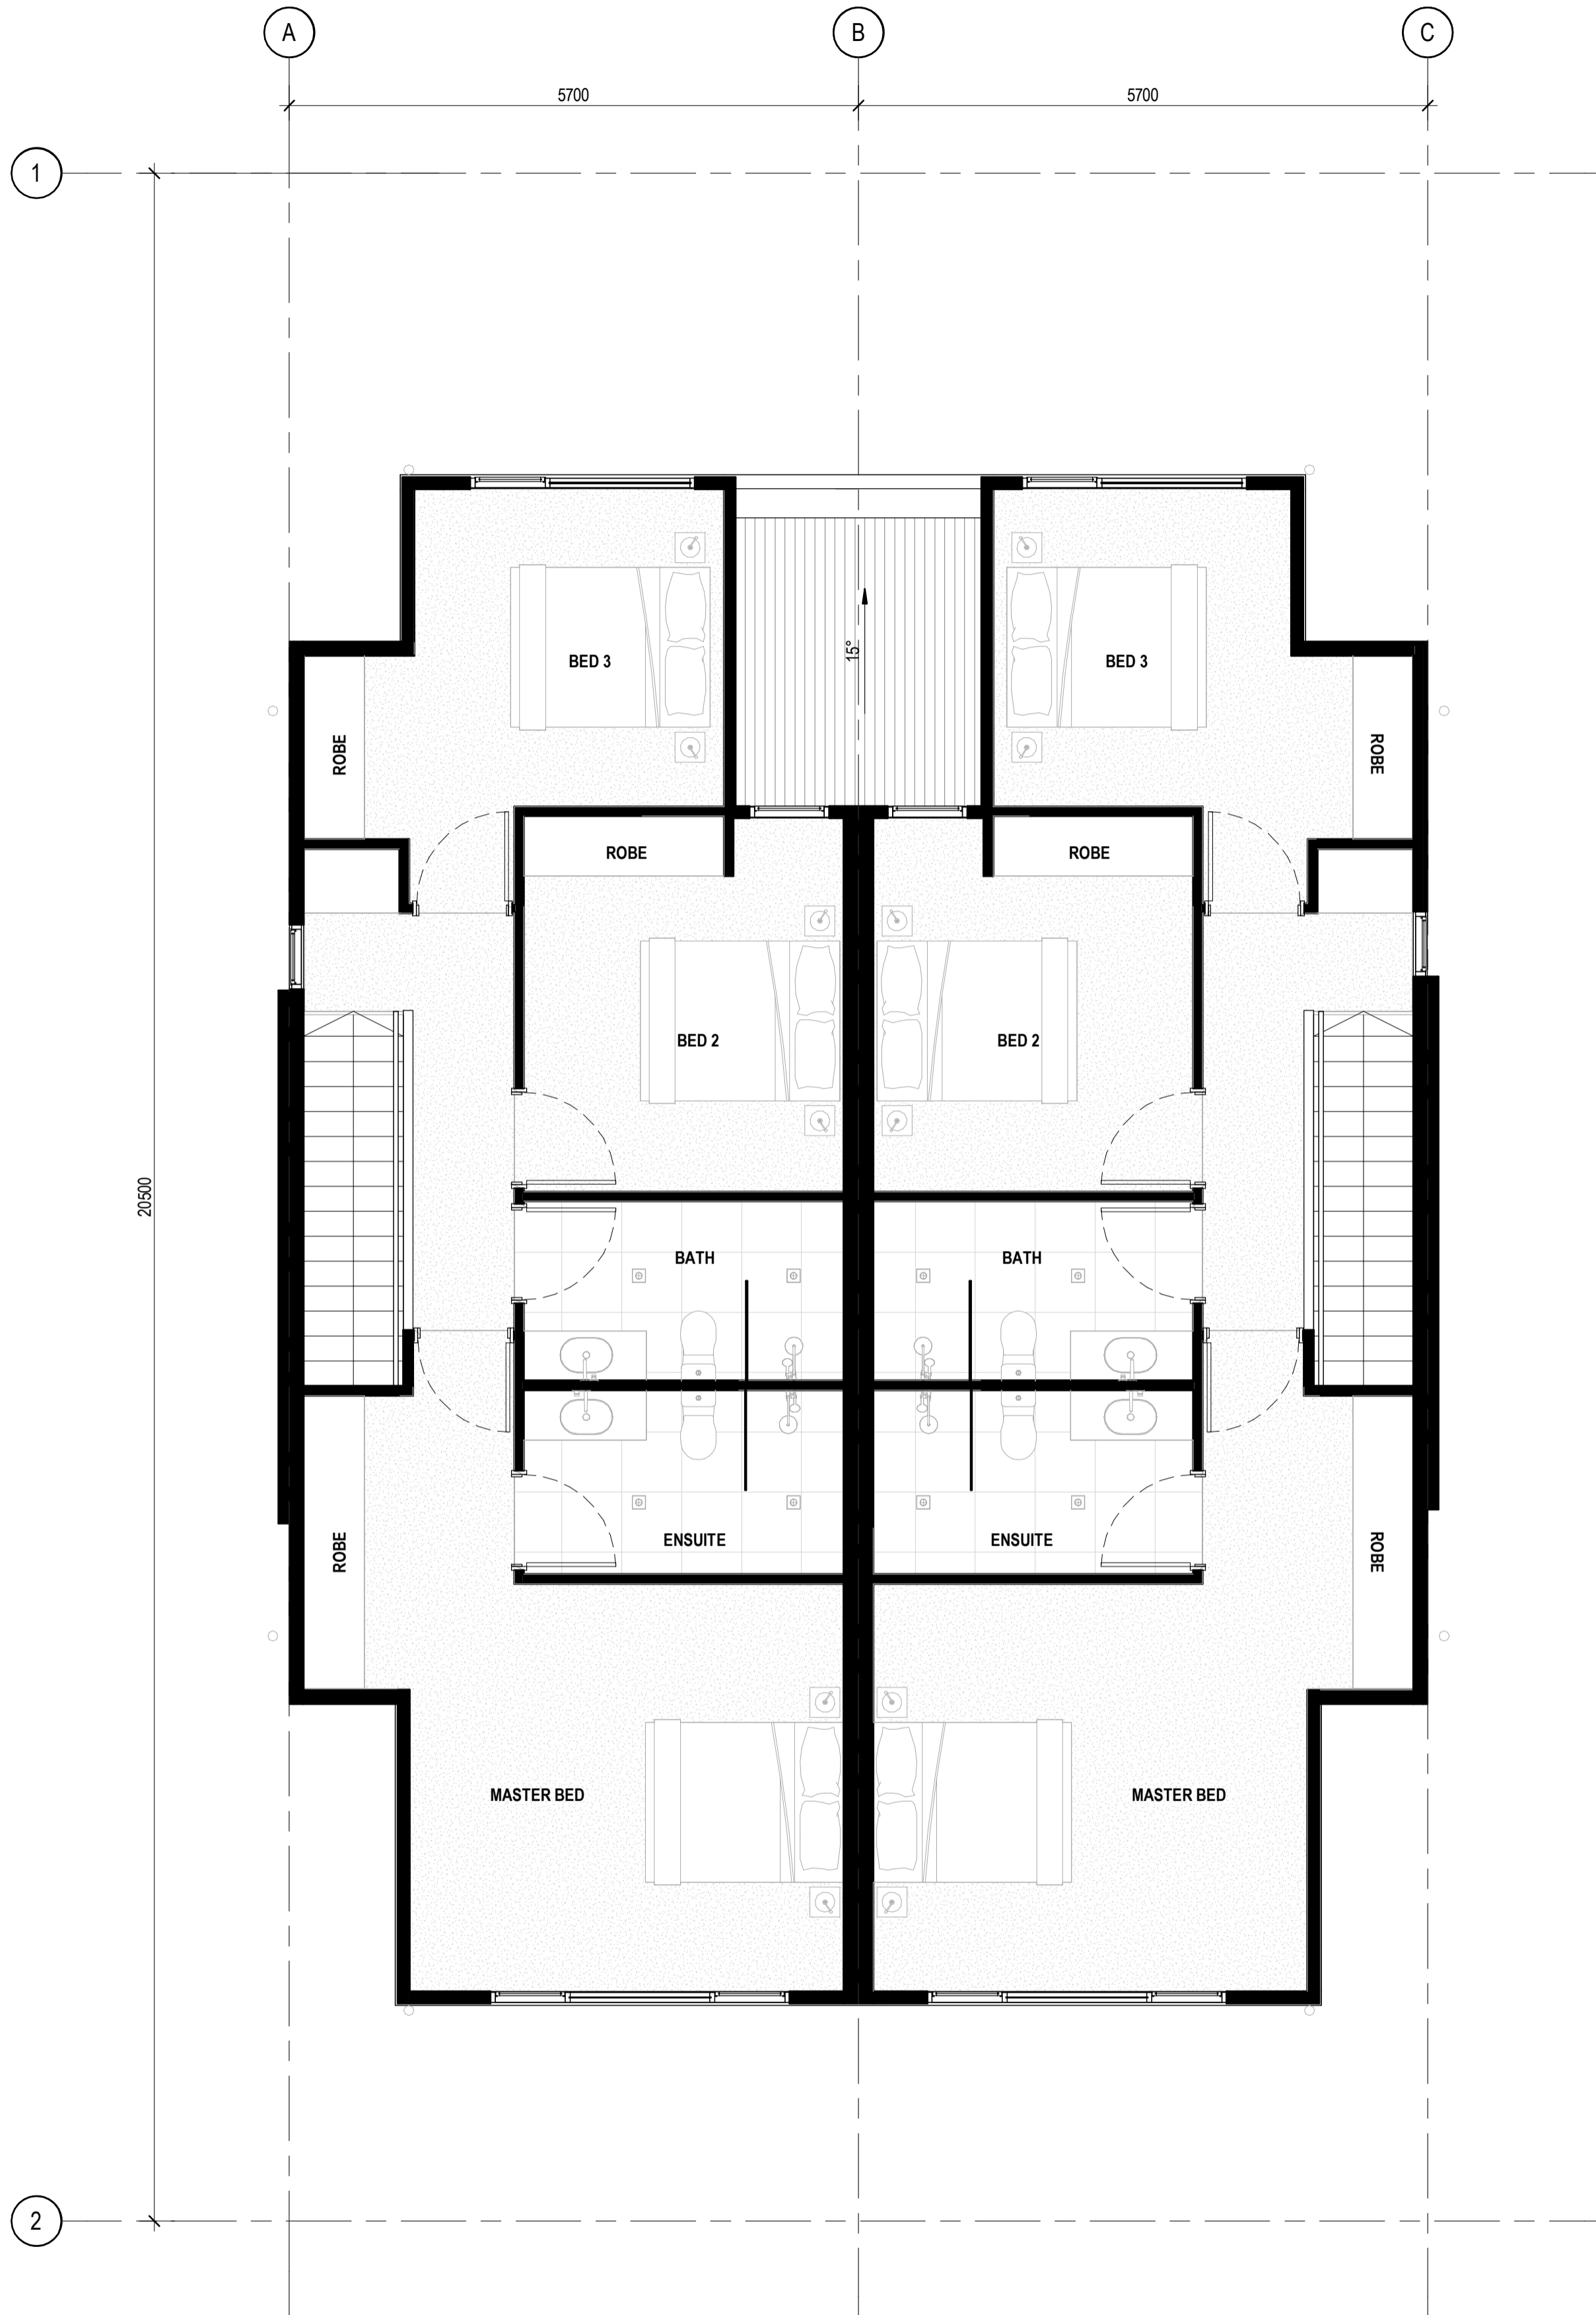 A
B
C
5700
5700
1
BED 3
15°
BED 3
ROBE
ROBE
ROBE
ROBE
BED 2
BED 2
20500
BATH
BATH
ENSUITE
ENSUITE
ROBE
ROBE
MASTER BED
MASTER BED
2